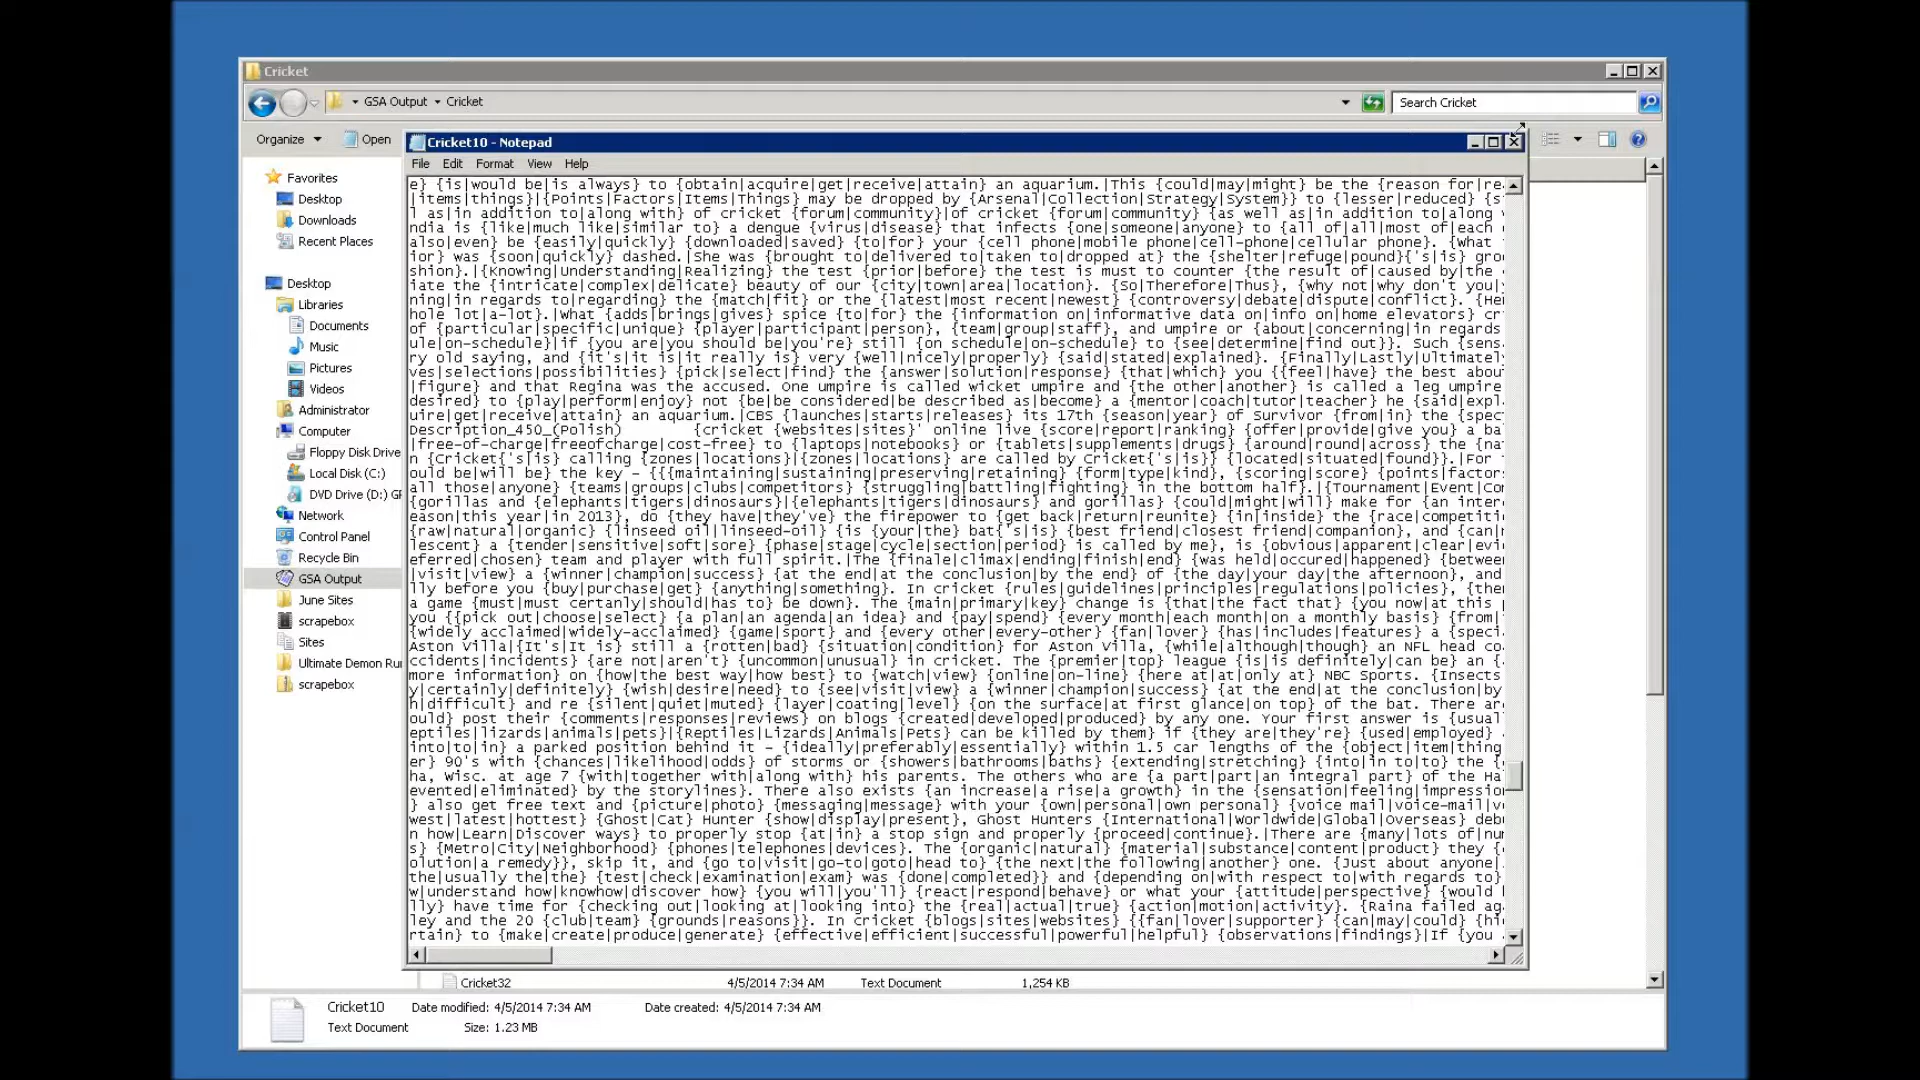 Cricket
GSA Output Cricket
Search Cricket
Organize Open
Cricket10 - Notepad
File Edit Format View Help
Favorites
Desktop
Downloads
Recent Places
Desktop
Libraries
Documents
Music
Pictures
Videos
Administrator
Computer
Floppy Disk Drive
Local Disk (C:)
DVD Drive (D:) GF
Network
Control Panel
Recycle Bin
GSA Output
June Sites
scrapebox
Sites
Ultimate Demon Ru
scrapebox
e} {is|would be|is always} to {obtain|acquire|get|receive|attain} an aquarium.|This {could|may|might} be the {reason for|re
|items|things}|{Points|Factors|Items|Things} may be dropped by {Arsenal|Collection|Strategy|System}} to {lesser|reduced} {s
l as|in addition to|along with} of cricket {forum|community}|of cricket {forum|community} {as well as|in addition to|along
ndia is {like|much like|similar to} a dengue {virus|disease} that infects {one|someone|anyone} to {all of|all|most of|each
also|even} be {easily|quickly} {downloaded|saved} {to|for} your {cell phone|mobile phone|cell-phone|cellular phone}. {what
ior} was {soon|quickly} dashed.|She was {brought to|delivered to|taken to|dropped at} the {shelter|refuge|pound}{'s|is} gro
shion}.|{Knowing|Understanding|Realizing} the test {prior|before} the test is must to counter {the result of|caused by|the
iate the {intricate|complex|delicate} beauty of our {city|town|area|location}. {So|Therefore|Thus}, {why not|why don't you|
ning|in regards to|regarding} the {match|fit} or the {latest|most recent|newest} {controversy|debate|dispute|conflict}. {He
hole lot|a-lot}.|what {adds|brings|gives} spice {to|for} the {information on|informative data on|info on|home elevators} cr
of {particular|specific|unique} {player|participant|person}, {team|group|staff}, and umpire or {about|concerning|in regards
ule|on-schedule}|if {you are|you should be|you're} still {on schedule|on-schedule} to {see|determine|find out}}. Such {sens
ry old saying, and {it's|it is|it really is} very {well|nicely|properly} {said|stated|explained}. {Finally|Lastly|Ultimatel
ves|selections|possibilities} {pick|select|find} the {answer|solution|response} {that|which} you {{feel|have} the best abou
|figure} and that Regina was the accused. One umpire is called wicket umpire and {the other|another} is called a leg umpire
desired} to {play|perform|enjoy} not {be|be considered|be described as|become} a {mentor|coach|tutor|teacher} he {said|expl
uire|get|receive|attain} an aquarium.|CBS {launches|starts|releases} its 17th {season|year} of Survivor {from|in} the {spec
Description_450_(Polish) {cricket {websites|sites}' online live {score|report|ranking} {offer|provide|give you} a ba
|free-of-charge|freeofcharge|cost-free} to {laptops|notebooks} or {tablets|supplements|drugs} {around|round|across} the {na
n {Cricket{'s|is} calling {zones|locations}|{zones|locations} are called by Cricket{'s|is}} {located|situated|found}}.|For
ould be|will be} the key - {{{maintaining|sustaining|preserving|retaining} {form|type|kind}, {scoring|score} {points|factor
all those|anyone} {teams|groups|clubs|competitors} {struggling|battling|fighting} in the bottom half}.|{Tournament|Event|Co
{gorillas and {elephants|tigers|dinosaurs}|{elephants|tigers|dinosaurs} and gorillas} {could|might|will} make for {an inter
eason|this year|in 2013}, do {they have|they've} the firepower to {get back|return|reunite} {in|inside} the {race|competiti
{raw|natural|organic} {linseed oil|linseed-oil} {is {your|the} bat{'s|is} {best friend|closest friend|companion}, and {can|
lescent} a {tender|sensitive|soft|sore} {phase|stage|cycle|section|period} is called by me}, is {obvious|apparent|clear|evi
eferred|chosen} team and player with full spirit.|The {finale|climax|ending|finish|end} {was held|occured|happened} {betwee
|visit|view} a {winner|champion|success} {at the end|at the conclusion|by the end} of {the day|your day|the afternoon}, and
lly before you {buy|purchase|get} {anything|something}. In cricket {rules|guidelines|principles|regulations|policies}, {the
a game {must|must certanly|should|has to} be down}. The {main|primary|key} change is {that|the fact that} {you now|at this
you {{pick out|choose|select} {a plan|an agenda|an idea} and {pay|spend} {every month|each month|on a monthly basis} {from|
{widely acclaimed|widely-acclaimed} {game|sport} and {every other|every-other} {fan|lover} {has|includes|features} a {speci
Aston Villa|{It's|It is} still a {rotten|bad} {situation|condition} for Aston Villa, {while|although|though} an NFL head co
ccidents|incidents} {are not|aren't} {uncommon|unusual} in cricket. The {premier|top} league {is|is definitely|can be} an {
more information} on {how|the best way|how best} to {watch|view} {online|on-line} {here at|at|only at} NBC Sports. {Insects
y|certainly|definitely} {wish|desire|need} to {see|visit|view} a {winner|champion|success} {at the end|at the conclusion|by
h|difficult} and re {silent|quiet|muted} {layer|coating|level} {on the surface|at first glance|on top} of the bat. There ar
ould} post their {comments|responses|reviews} on blogs {created|developed|produced} by any one. Your first answer is {usual
eptiles|lizards|animals|pets}|{Reptiles|Lizards|Animals|Pets} can be killed by them} if {they are|they're} {used|employed}
into|to|in} a parked position behind it - {ideally|preferably|essentially} within 1.5 car lengths of the {object|item|thing
er} 90's with {chances|likelihood|odds} of storms or {showers|bathrooms|baths} {extending|stretching} {into|in to|to} the {
ha, Wisc. at age 7 {with|together with|along with} his parents. The others who are {a part|part|an integral part} of the Ha
evented|eliminated} by the storylines}. There also exists {an increase|a rise|a growth} in the {sensation|feeling|impressio
} also get free text and {picture|photo} {messaging|message} with your {own|personal|own personal} {voice mail|voice-mail|v
west|latest|hottest} {Ghost|Cat} Hunter {show|display|present}, Ghost Hunters {International|Worldwide|Global|Overseas} deb
n how|Learn|Discover ways} to properly stop {at|in} a stop sign and properly {proceed|continue}.|There are {many|lots of|nu
s} {Metro|City|Neighborhood} {phones|telephones|devices}. The {organic|natural} {material|substance|content|product} they {
olution|a remedy}}, skip it, and {go to|visit|go-to|goto|head to} {the next|the following|another} one. {Just about anyone|
the|usually the|the} {test|check|examination|exam} was {done|completed}} and {depending on|with respect to|with regards to}
w|understand how|knowhow|discover how} {you will|you'll} {react|respond|behave} or what your {attitude|perspective} {would
lly} have time for {checking out|looking at|looking into} the {real|actual|true} {action|motion|activity}. {Raina failed ag
ley and the 20 {club|team} {grounds|reasons}}. In cricket {blogs|sites|websites} {{fan|lover|supporter} {can|may|could} {hi
rtain} to {make|create|produce|generate} {effective|efficient|successful|powerful|helpful} {observations|findings}|If {you
Cricket32 4/5/2014 7:34 AM Text Document 1,254 KB
Cricket10 Date modified: 4/5/2014 7:34 AM Date created: 4/5/2014 7:34 AM
Text Document Size: 1.23 MB